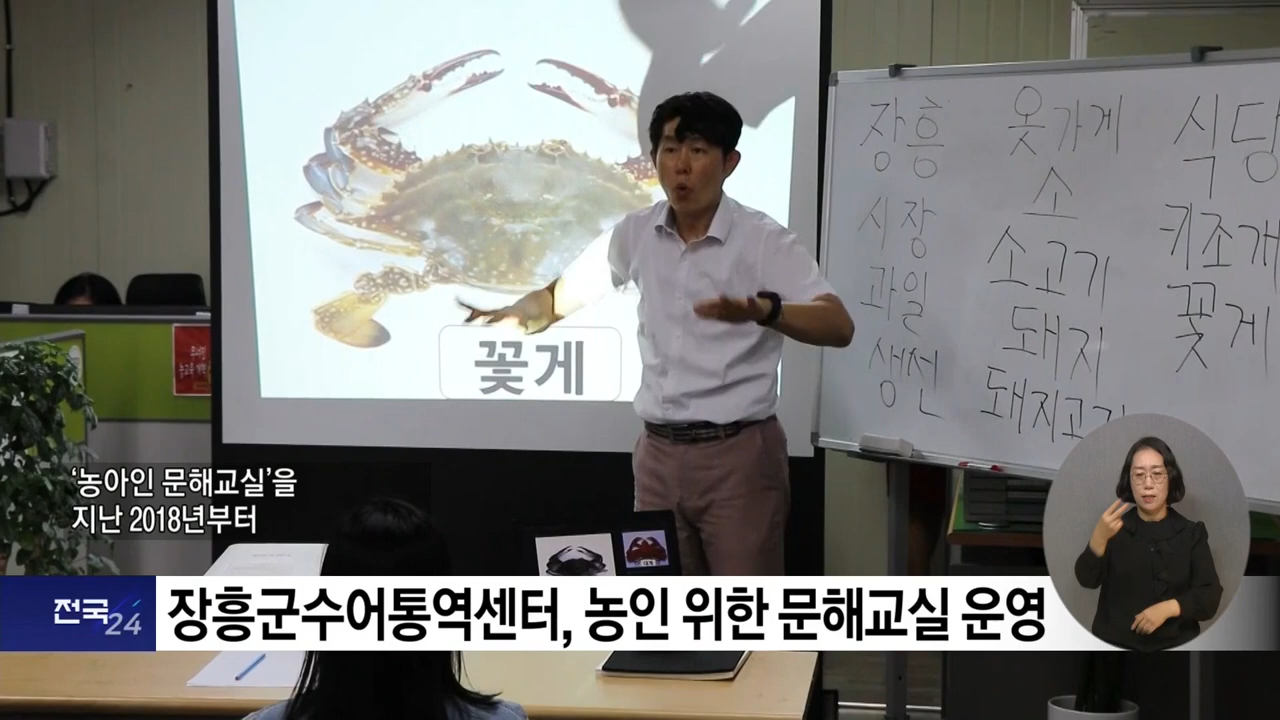 장흥
옷가게
식당
시장
소
키조개
과일
소고기
꽃게
생선
돼지
돼지고기
꽃게
‘농아인 문해교실’을
지난 2018년부터
전국24
장흥군수어통역센터, 농인 위한 문해교실 운영